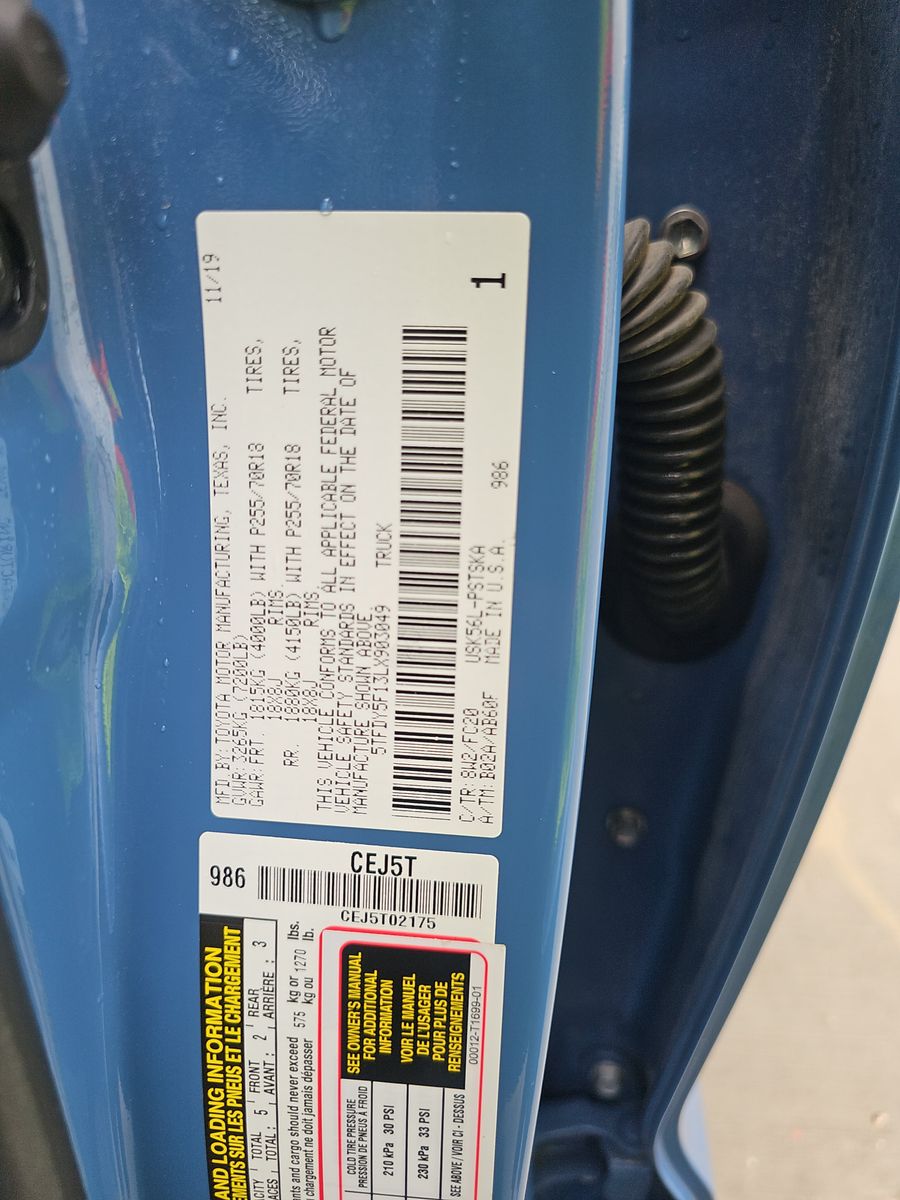 MFD.BY:TOYOTA MOTOR MANUFACTURING, TEXAS, INC. 11/19
GVWR:3265KG (7200LB)
GAWR:FRT. 1815KG (4000LB) WITH P255/70R18 TIRES,
18X8J RIMS
RR. 1880KG (4150LB) WITH P255/70R18 TIRES,
18X8J RIMS
THIS VEHICLE CONFORMS TO ALL APPLICABLE FEDERAL MOTOR
VEHICLE SAFETY STANDARDS IN EFFECT ON THE DATE OF
MANUFACTURE SHOWN ABOVE.
5TFDY5F13LX903049 TRUCK
C/TR:8W2/FC20 USK56L-PSTSKA 986
A/TM:B02A/AB60F MADE IN U.S.A.
1
986
CEJ5T
CEJ5T02175
AND LOADING INFORMATION
SUR LES PNEUS ET LE CHARGEMENT
TOTAL 5 FRONT 2 REAR 3
TOTAL : AVANT : ARRIÈRE :
and cargo should never exceed 575 kg or 1270 lbs.
chargement ne doit jamais dépasser kg ou lb.
COLD TIRE PRESSURE
PRESSION DE PNEUS À FROID
210 kPa 30 PSI
230 kPa 33 PSI
SEE ABOVE / VOIR CI - DESSUS
SEE OWNER'S MANUAL
FOR ADDITIONAL
INFORMATION
VOIR LE MANUEL
DE L'USAGER
POUR PLUS DE
RENSEIGNEMENTS
00012-T1699-01